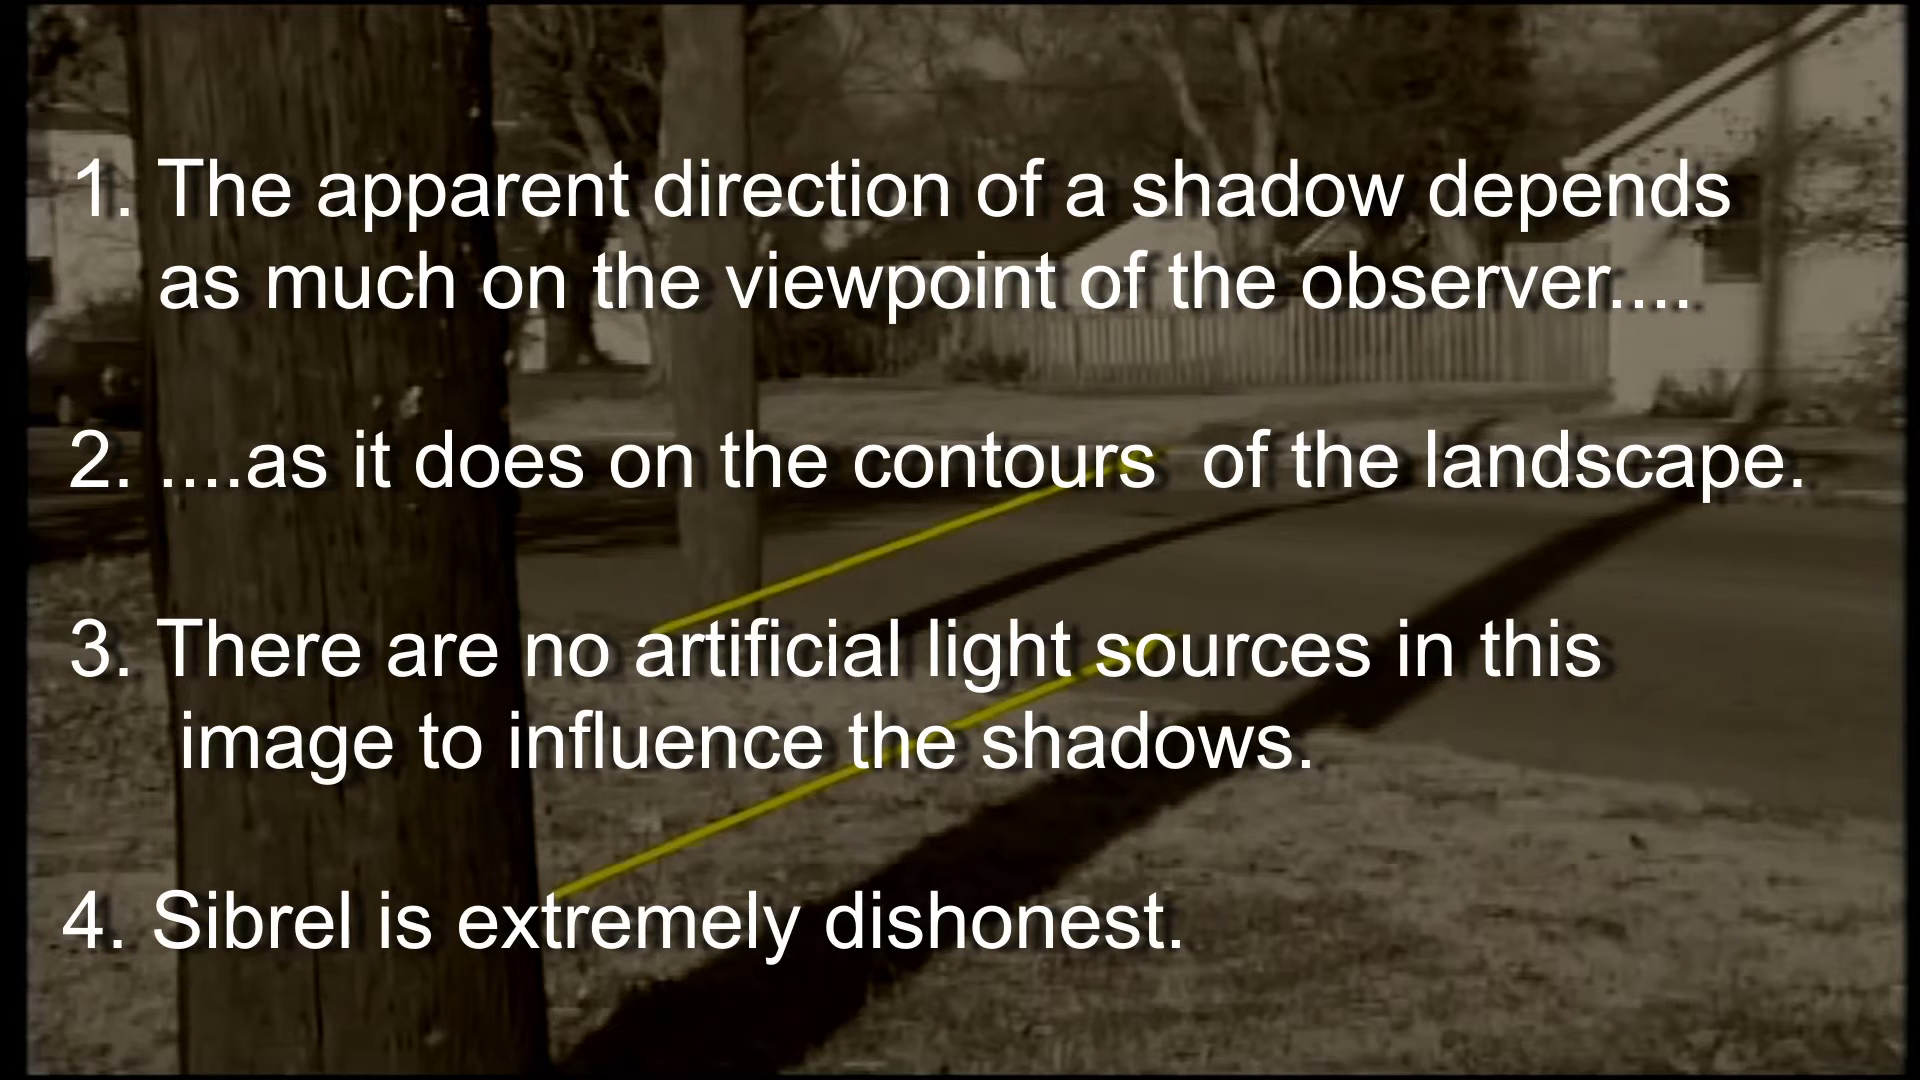 1. The apparent direction of a shadow depends
as much on the viewpoint of the observer....
2. ....as it does on the contours  of the landscape.
3. There are no artificial light sources in this
image to influence the shadows.
4. Sibrel is extremely dishonest.